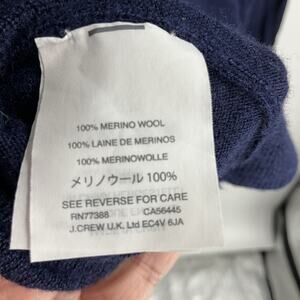 100% MERINO WOOL
100% LAINE DE MERINOS
100% MERINOWOLLE
メリノウール 100%
SEE REVERSE FOR CARE
RN77388 CA56445
J.CREW U.K. Ltd EC4V 6JA